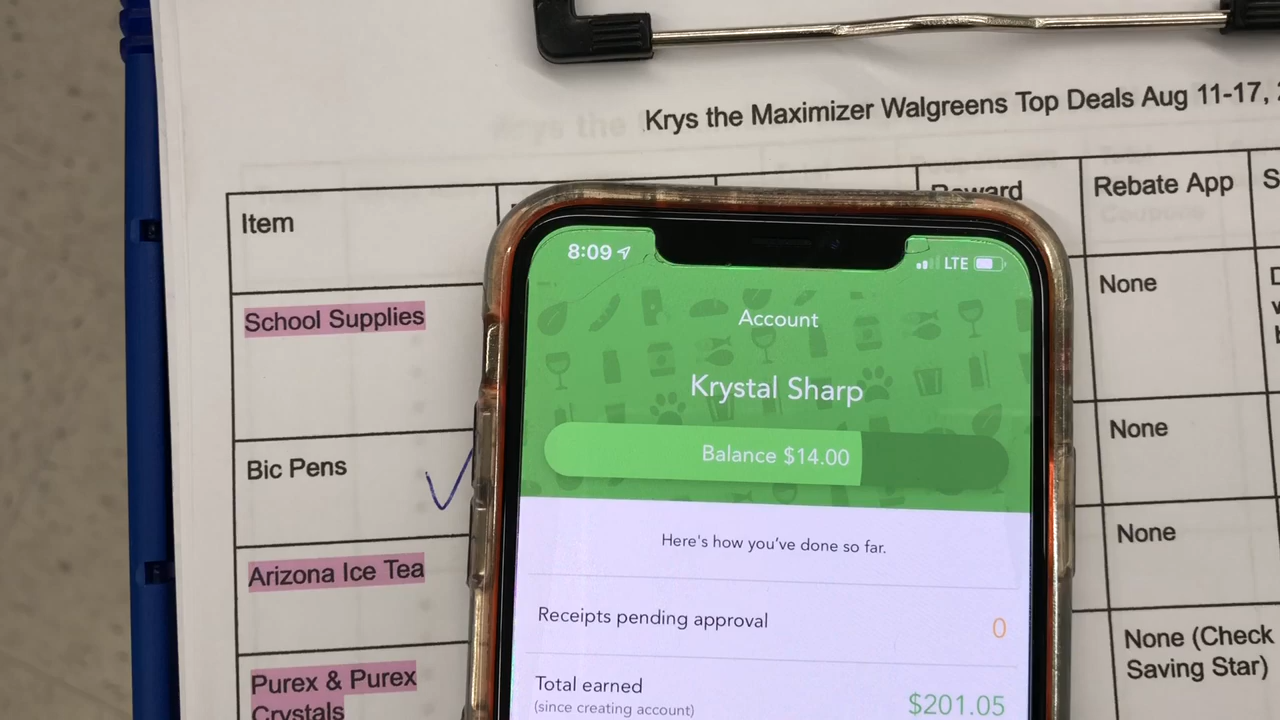 Krys the Maximizer Walgreens Top Deals Aug 11-17,
Item
Reward
Rebate App
School Supplies
None
Bic Pens
None
Arizona Ice Tea
None
Purex & Purex
Crystals
None (Check
Saving Star)
8:09
LTE
Account
Krystal Sharp
Balance $14.00
Here's how you've done so far.
Receipts pending approval
0
Total earned
(since creating account)
$201.05